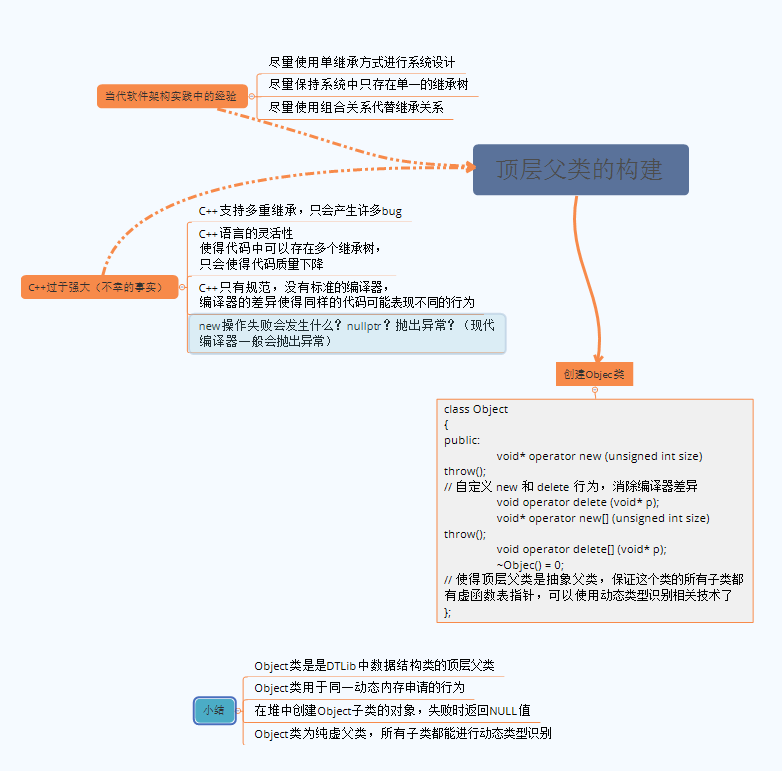 尽量使用单继承方式进行系统设计
当代软件架构实践中的经验
尽量保持系统中只存在单一的继承树
尽量使用组合关系代替继承关系
顶层父类的构建
C++支持多重继承，只会产生许多bug
C++语言的灵活性
使得代码中可以存在多个继承树，
只会使得代码质量下降
C++过于强大（不幸的事实）
C++只有规范，没有标准的编译器，
编译器的差异使得同样的代码可能表现不同的行为
new操作失败会发生什么？nullptr？抛出异常？（现代
编译器一般会抛出异常）
创建Objec类
class Object
{
public:
void* operator new (unsigned int size)
throw();
// 自定义 new 和 delete 行为，消除编译器差异
void operator delete (void* p);
void* operator new[] (unsigned int size)
throw();
void operator delete[] (void* p);
~Objec() = 0;
// 使得顶层父类是抽象父类，保证这个类的所有子类都
有虚函数表指针，可以使用动态类型识别相关技术了
};
Object类是是DTLib中数据结构类的顶层父类
Object类用于同一动态内存申请的行为
小结
在堆中创建Object子类的对象，失败时返回NULL值
Object类为纯虚父类，所有子类都能进行动态类型识别